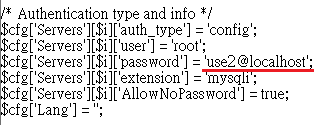 /* Authentication type and info */
$cfg['Servers'][$i]['auth_type'] = 'config';
$cfg['Servers'][$i]['user'] = 'root';
$cfg['Servers'][$i]['password'] = 'use2@localhost';
$cfg['Servers'][$i]['extension'] = 'mysqli';
$cfg['Servers'][$i]['AllowNoPassword'] = true;
$cfg['Lang'] = '';